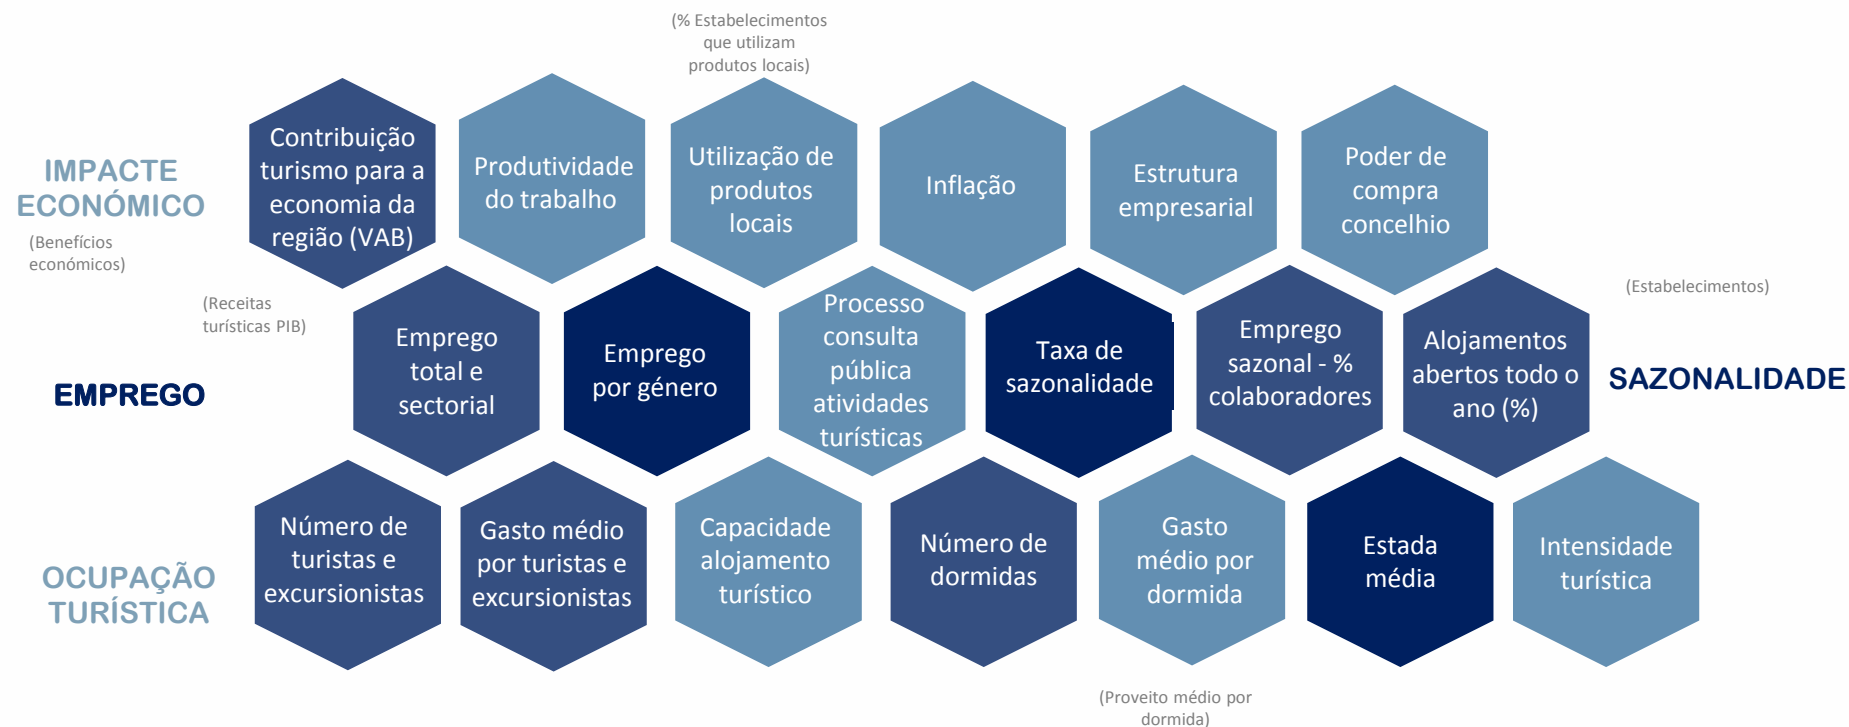 (% Estabelecimentos
que utilizam
produtos locais)
IMPACTE
ECONÓMICO
(Benefícios
económicos)
Contribuição
turismo para a
economia da
região (VAB)
Produtividade
do trabalho
Utilização de
produtos
locais
Inflação
Estrutura
empresarial
Poder de
compra
concelhio
(Receitas
turísticas PIB)
EMPREGO
Emprego
total e
sectorial
Emprego
por género
Processo
consulta
pública
atividades
turísticas
Taxa de
sazonalidade
Emprego
sazonal - %
colaboradores
Alojamentos
abertos todo o
ano (%)
(Estabelecimentos)
SAZONALIDADE
OCUPAÇÃO
TURÍSTICA
Número de
turistas e
excursionistas
Gasto médio
por turistas e
excursionistas
Capacidade
alojamento
turístico
Número de
dormidas
Gasto
médio por
dormida
Estada
média
Intensidade
turística
(Proveito médio por
dormida)